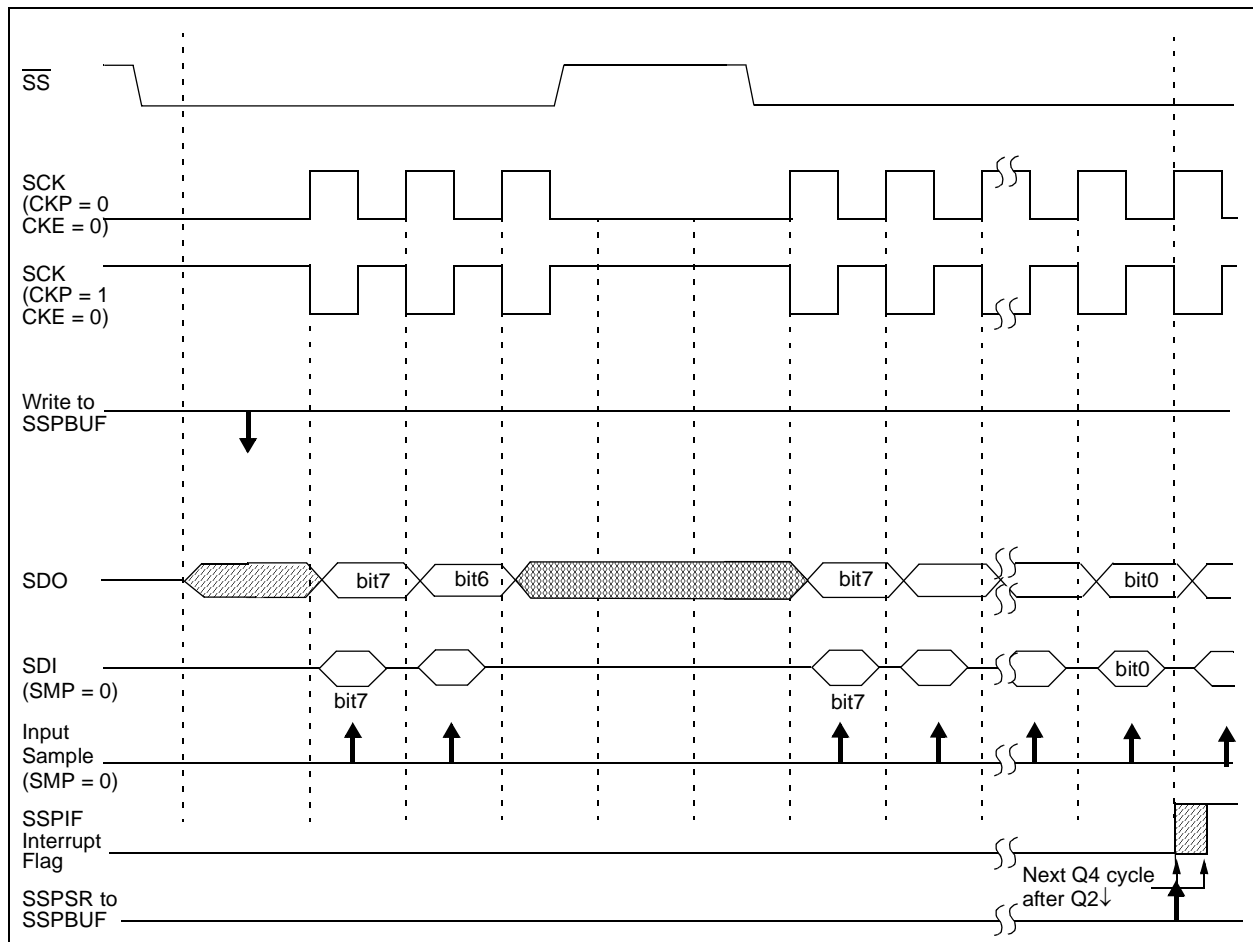 SS
SCK
(CKP = 0
CKE = 0)
SCK
(CKP = 1
CKE = 0)
Write to
SSPBUF
SDO
bit7
bit6
bit7
bit0
SDI
(SMP = 0)
bit7
bit7
bit0
Input
Sample
(SMP = 0)
SSPIF
Interrupt
Flag
Next Q4 cycle
after Q2↓
SSPSR to
SSPBUF